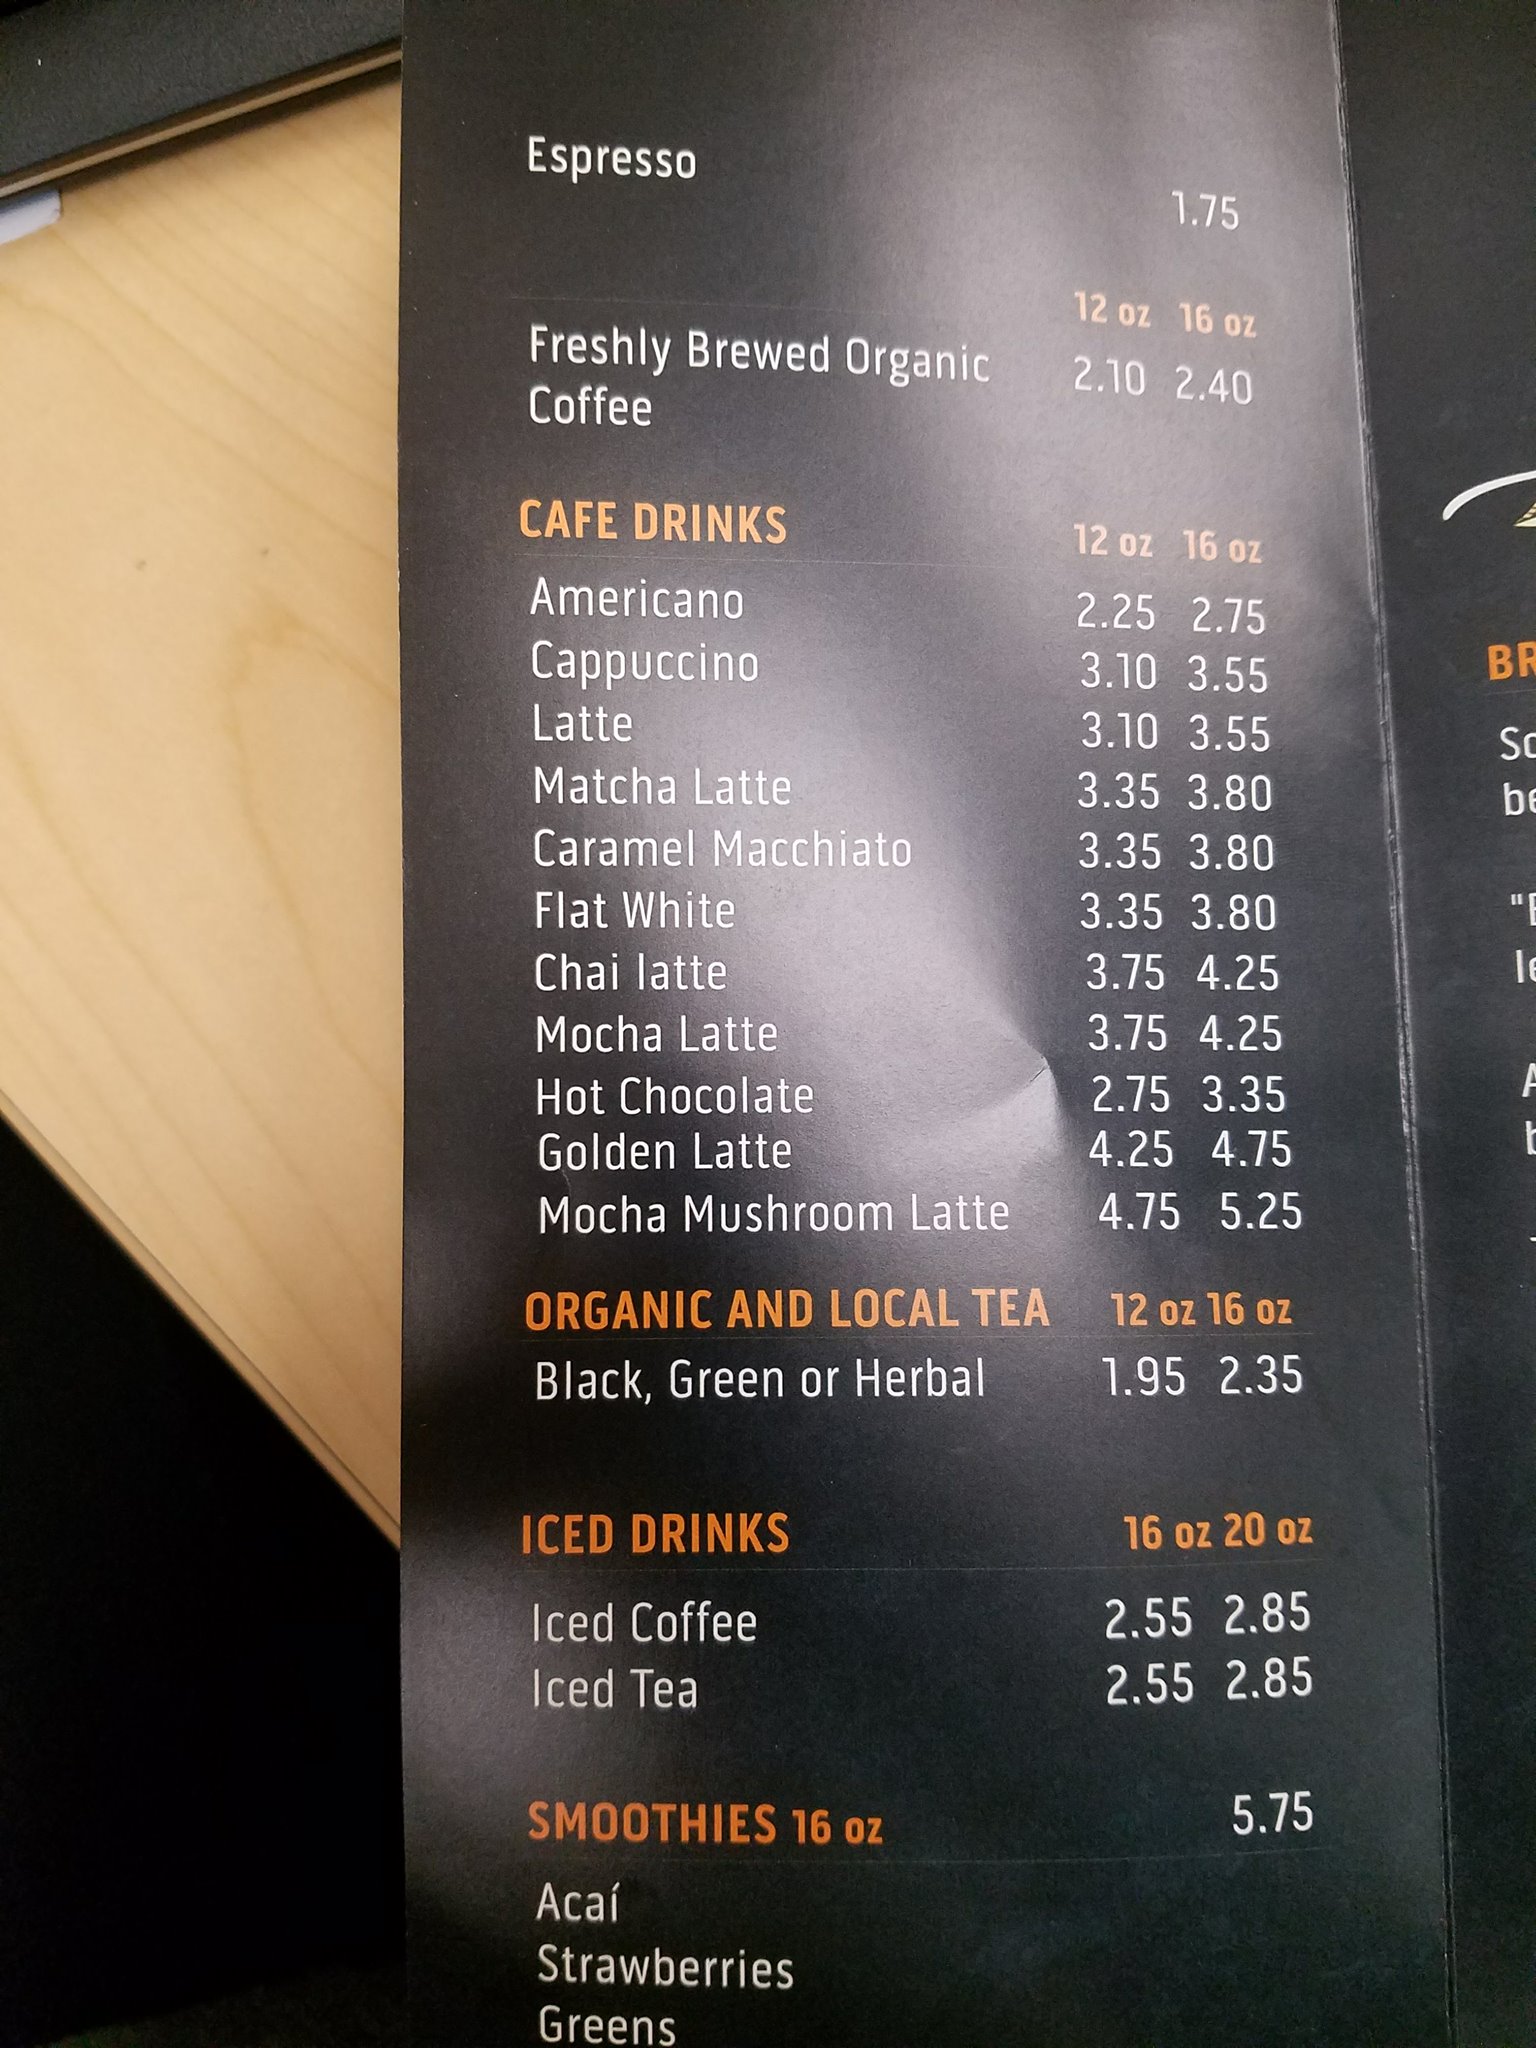 Espresso
1.75
12 oz 16 oz
Freshly Brewed Organic 2.10 2.40
Coffee
CAFE DRINKS 12 oz 16 oz
Americano 2.25 2.75
Cappuccino 3.10 3.55
Latte 3.10 3.55
Matcha Latte 3.35 3.80
Caramel Macchiato 3.35 3.80
Flat White 3.35 3.80
Chai latte 3.75 4.25
Mocha Latte 3.75 4.25
Hot Chocolate 2.75 3.35
Golden Latte 4.25 4.75
Mocha Mushroom Latte 4.75 5.25
ORGANIC AND LOCAL TEA 12 oz 16 oz
Black, Green or Herbal 1.95 2.35
ICED DRINKS 16 oz 20 oz
Iced Coffee 2.55 2.85
Iced Tea 2.55 2.85
SMOOTHIES 16 oz 5.75
Acaí
Strawberries
Greens